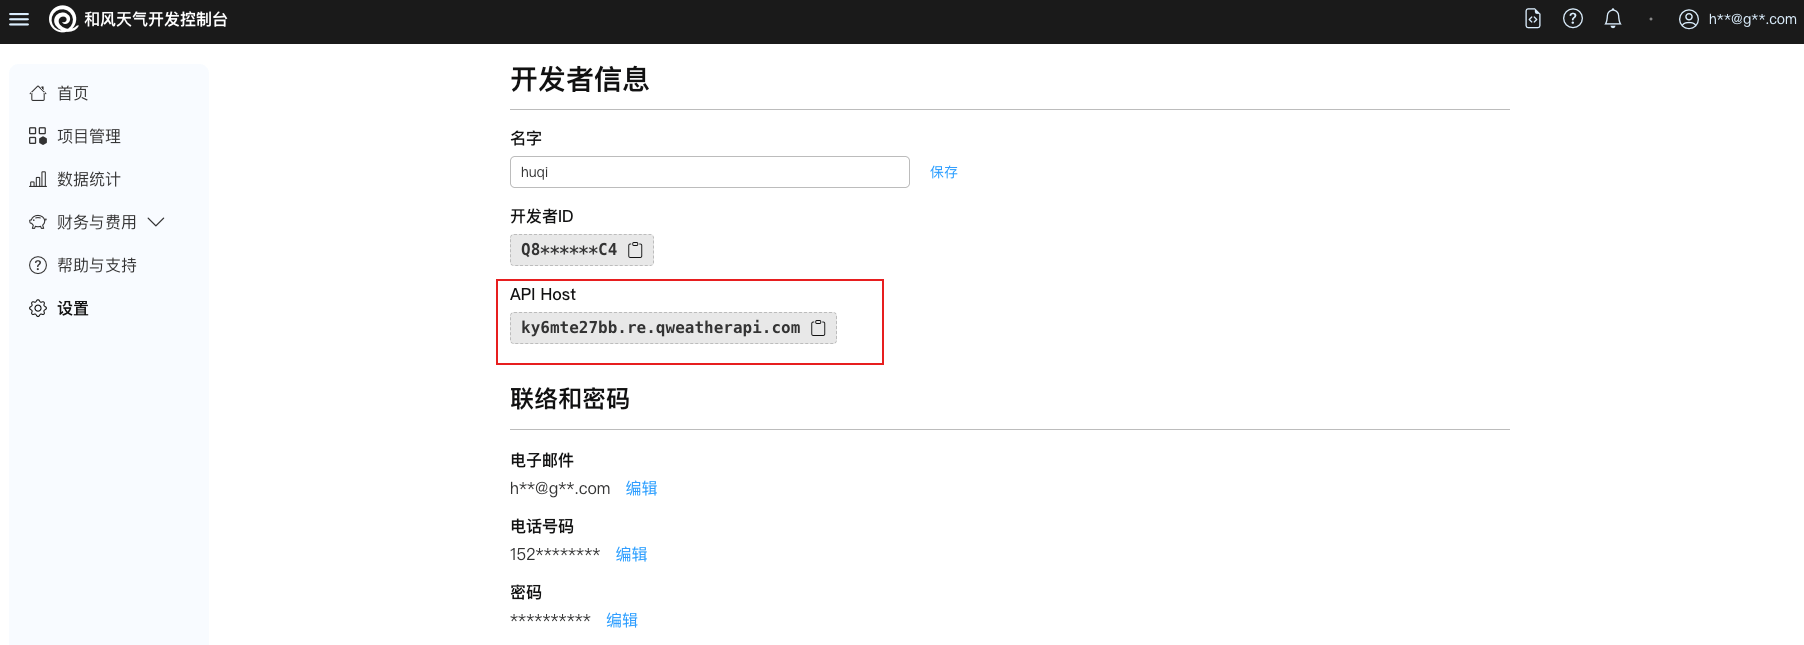 和风天气开发控制台
h**@g**.com
首页
项目管理
数据统计
财务与费用
帮助与支持
设置
开发者信息
名字
huqi
保存
开发者ID
Q8******C4
API Host
ky6mte27bb.re.qweatherapi.com
联络和密码
电子邮件
h**@g**.com 编辑
电话号码
152******** 编辑
密码
********** 编辑